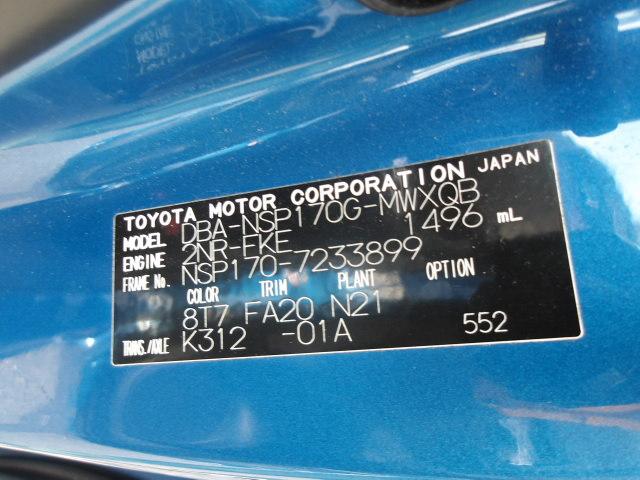 TOYOTA MOTOR CORPORATION JAPAN
MODEL DBA-NSP170G-MWXQB
ENGINE 2NR-FKE 1496 mL
FRAME No. NSP170-7233899
COLOR TRIM PLANT OPTION
8T7 FA20 N21
TRANS./AXLE K312 -01A 552